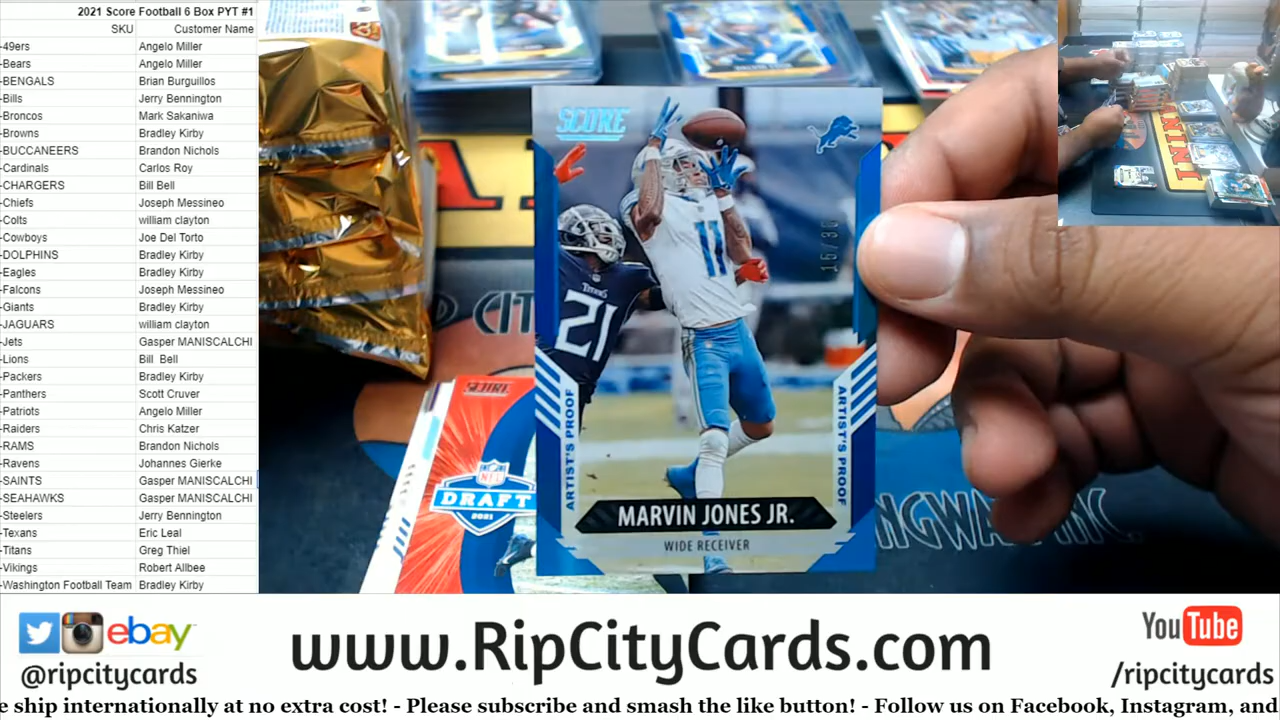 2021 Score Football 6 Box PYT #1
SKU Customer Name
-49ers Angelo Miller
-Bears Angelo Miller
-BENGALS Brian Burguillos
-Bills Jerry Bennington
-Broncos Mark Sakaniwa
-Browns Bradley Kirby
-BUCCANEERS Brandon Nichols
-Cardinals Carlos Roy
-CHARGERS Bill Bell
-Chiefs Joseph Messineo
-Colts william clayton
-Cowboys Joe Del Torto
-DOLPHINS Bradley Kirby
-Eagles Bradley Kirby
-Falcons Joseph Messineo
-Giants Bradley Kirby
-JAGUARS william clayton
-Jets Gasper MANISCALCHI
-Lions Bill Bell
-Packers Bradley Kirby
-Panthers Scott Cruver
-Patriots Angelo Miller
-Raiders Chris Katzer
-RAMS Brandon Nichols
-Ravens Johannes Gierke
-SAINTS Gasper MANISCALCHI
-SEAHAWKS Gasper MANISCALCHI
-Steelers Jerry Bennington
-Texans Eric Leal
-Titans Greg Thiel
-Vikings Robert Allbee
-Washington Football Team Bradley Kirby
SCORE
11
TITANS
21
ARTIST'S PROOF
ARTIST'S PROOF
MARVIN JONES JR.
WIDE RECEIVER
SCORE
NFL
DRAFT
2021
PANINI
ebay
@ripcitycards
www.RipCityCards.com
YouTube
/ripcitycards
e ship internationally at no extra cost! - Please subscribe and smash the like button! - Follow us on Facebook, Instagram, and